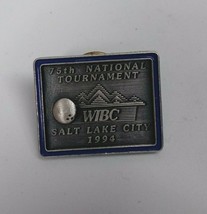 75th NATIONAL
TOURNAMENT
WIBC
SALT LAKE CITY
1994